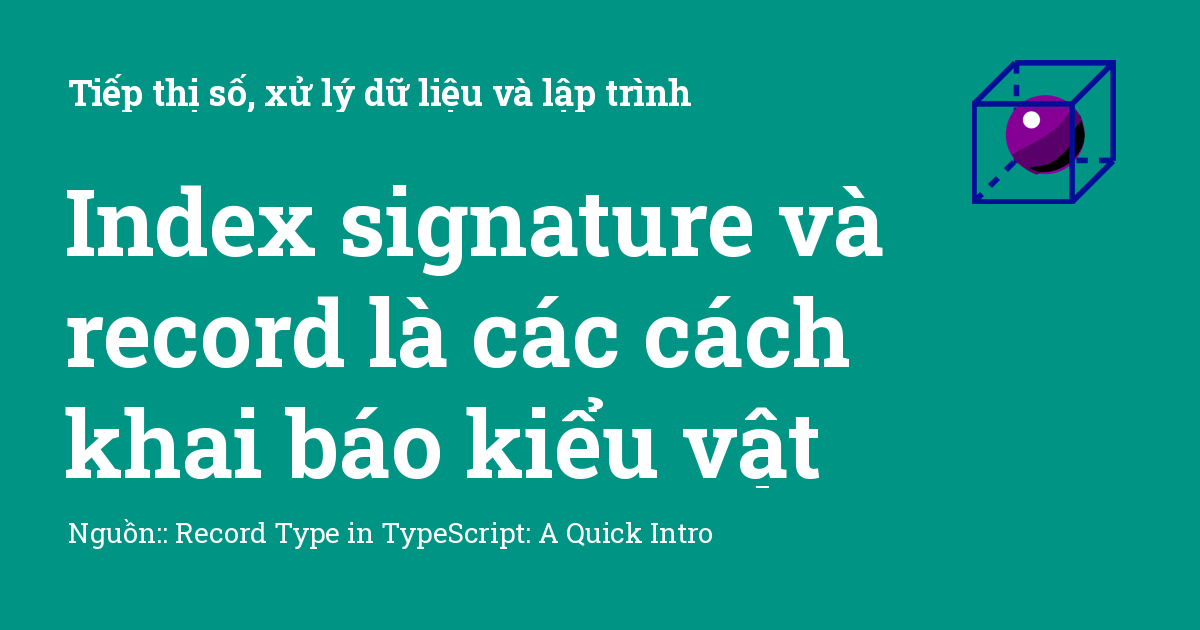 Tiếp thị số, xử lý dữ liệu và lập trình
Index signature và
record là các cách
khai báo kiểu vật
Nguồn:: Record Type in TypeScript: A Quick Intro